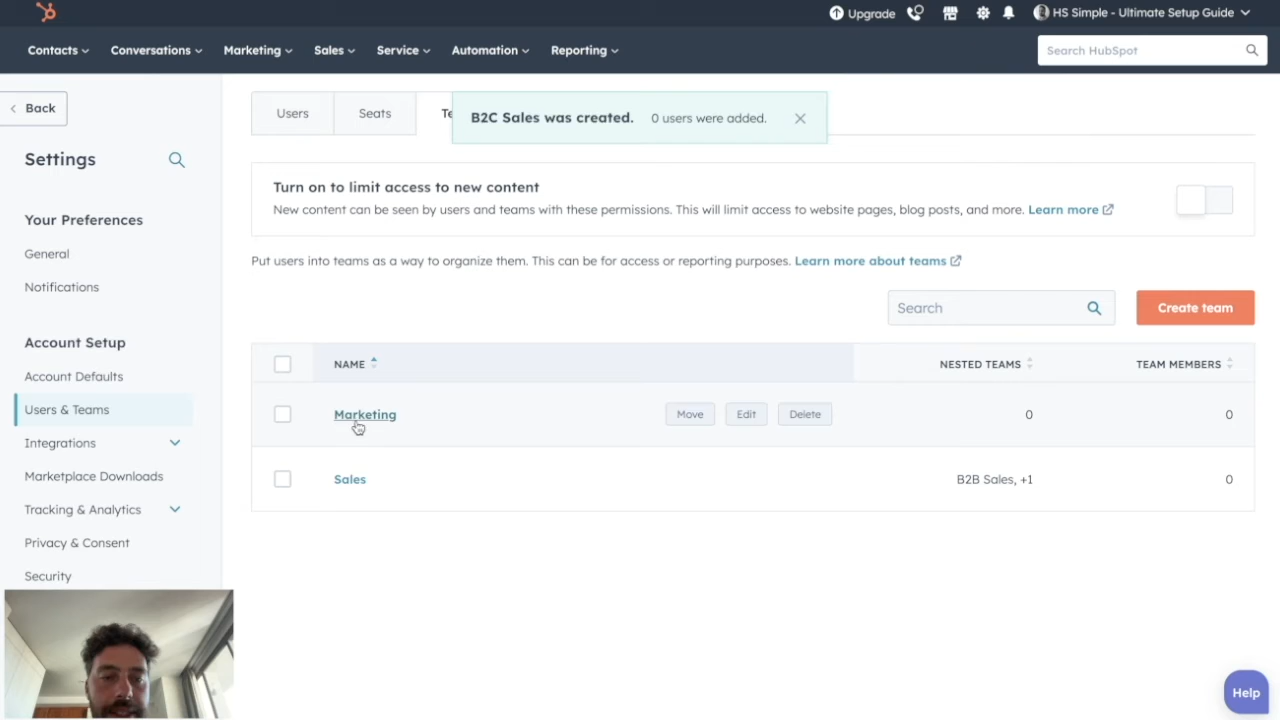 Upgrade
HS Simple - Ultimate Setup Guide
Contacts
Conversations
Marketing
Sales
Service
Automation
Reporting
Search HubSpot
Back
Settings
Your Preferences
General
Notifications
Account Setup
Account Defaults
Users & Teams
Integrations
Marketplace Downloads
Tracking & Analytics
Privacy & Consent
Security
Users
Seats
Te
B2C Sales was created. 0 users were added.
Turn on to limit access to new content
New content can be seen by users and teams with these permissions. This will limit access to website pages, blog posts, and more. Learn more
Put users into teams as a way to organize them. This can be for access or reporting purposes. Learn more about teams
Search
Create team
NAME NESTED TEAMS TEAM MEMBERS
Marketing Move Edit Delete 0 0
Sales B2B Sales, +1 0
Help